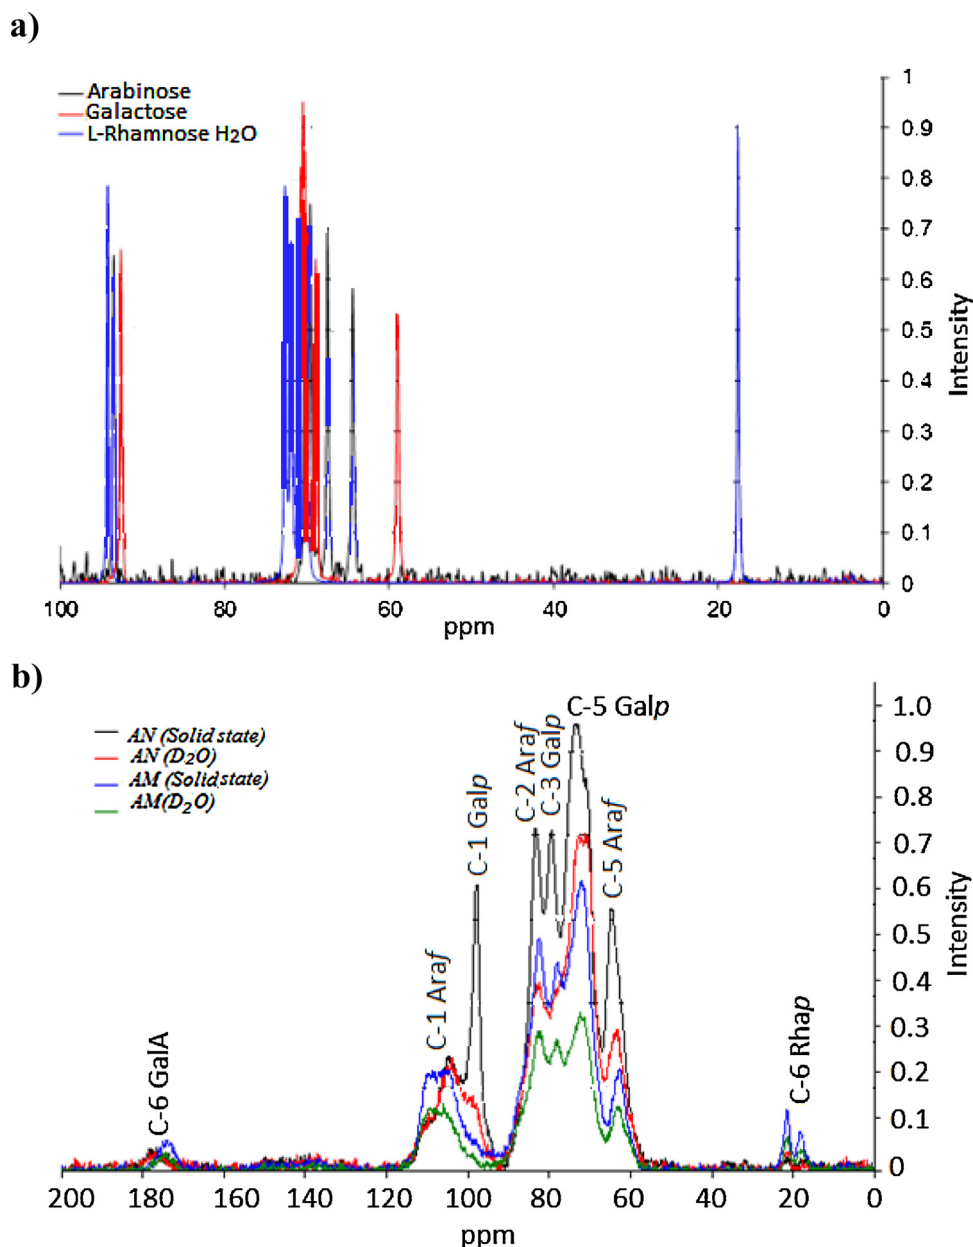 a)
Arabinose
Galactose
L-Rhamnose H2O
1
0.9
0.8
0.7
0.6
0.5
0.4
0.3
0.2
0.1
0
Intensity
100 80 60 40 20 0
ppm
b)
AN (Solid state)
AN (D2O)
AM (Solid state)
AM(D2O)
C-6 GalA
C-1 Araf
C-1 Galp
C-2 Araf
C-3 Galp
C-5 Galp
C-5 Araf
C-6 Rhap
1.0
0.9
0.8
0.7
0.6
0.5
0.4
0.3
0.2
0.1
0
Intensity
200 180 160 140 120 100 80 60 40 20 0
ppm